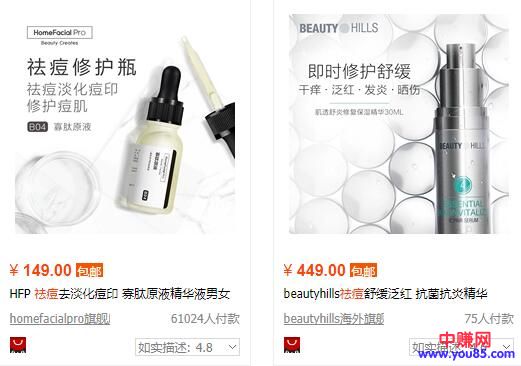 HomeFacial Pro
Beauty Creates
祛痘修护瓶
祛痘淡化痘印
修护痘肌
B04 寡肽原液
¥ 149.00 包邮
HFP 祛痘去淡化痘印 寡肽原液精华液男女
homefacialpro旗舰
61024人付款
如实描述: 4.8
BEAUTY HILLS
即时修护舒缓
干痒 · 泛红 · 发炎 · 晒伤
肌透舒炎修复保湿精华30ML
BEAUTY HILLS
ESSENTIAL
REPAIR SERUM
¥ 449.00 包邮
beautyhills祛痘舒缓泛红 抗菌抗炎精华
beautyhills海外旗舰
75人付款
中赚网
www.you85.com